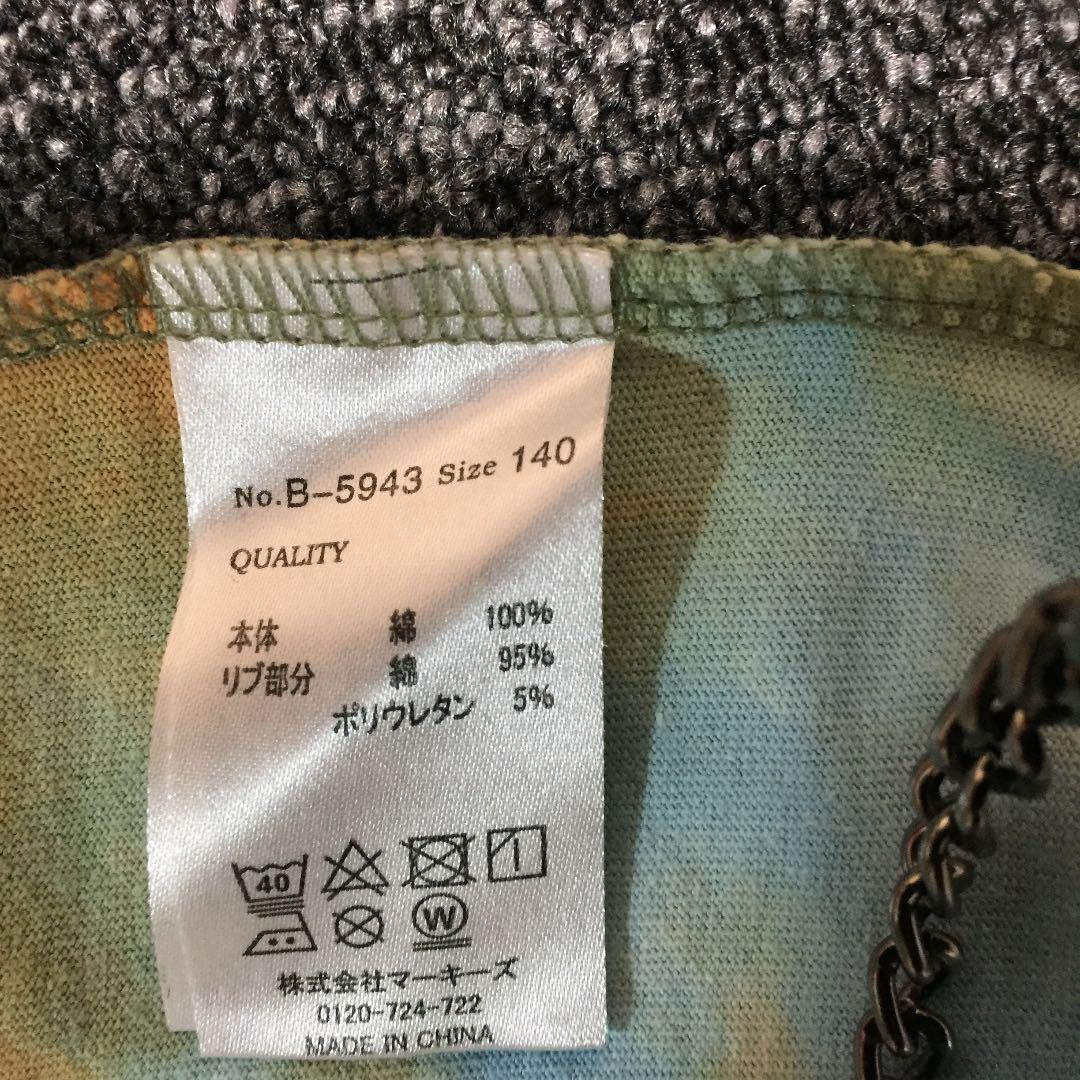 No.B-5943 Size 140
QUALITY
本体 綿 100%
リブ部分 綿 95%
ポリウレタン 5%
40
W
株式会社マーキーズ
0120-724-722
MADE IN CHINA